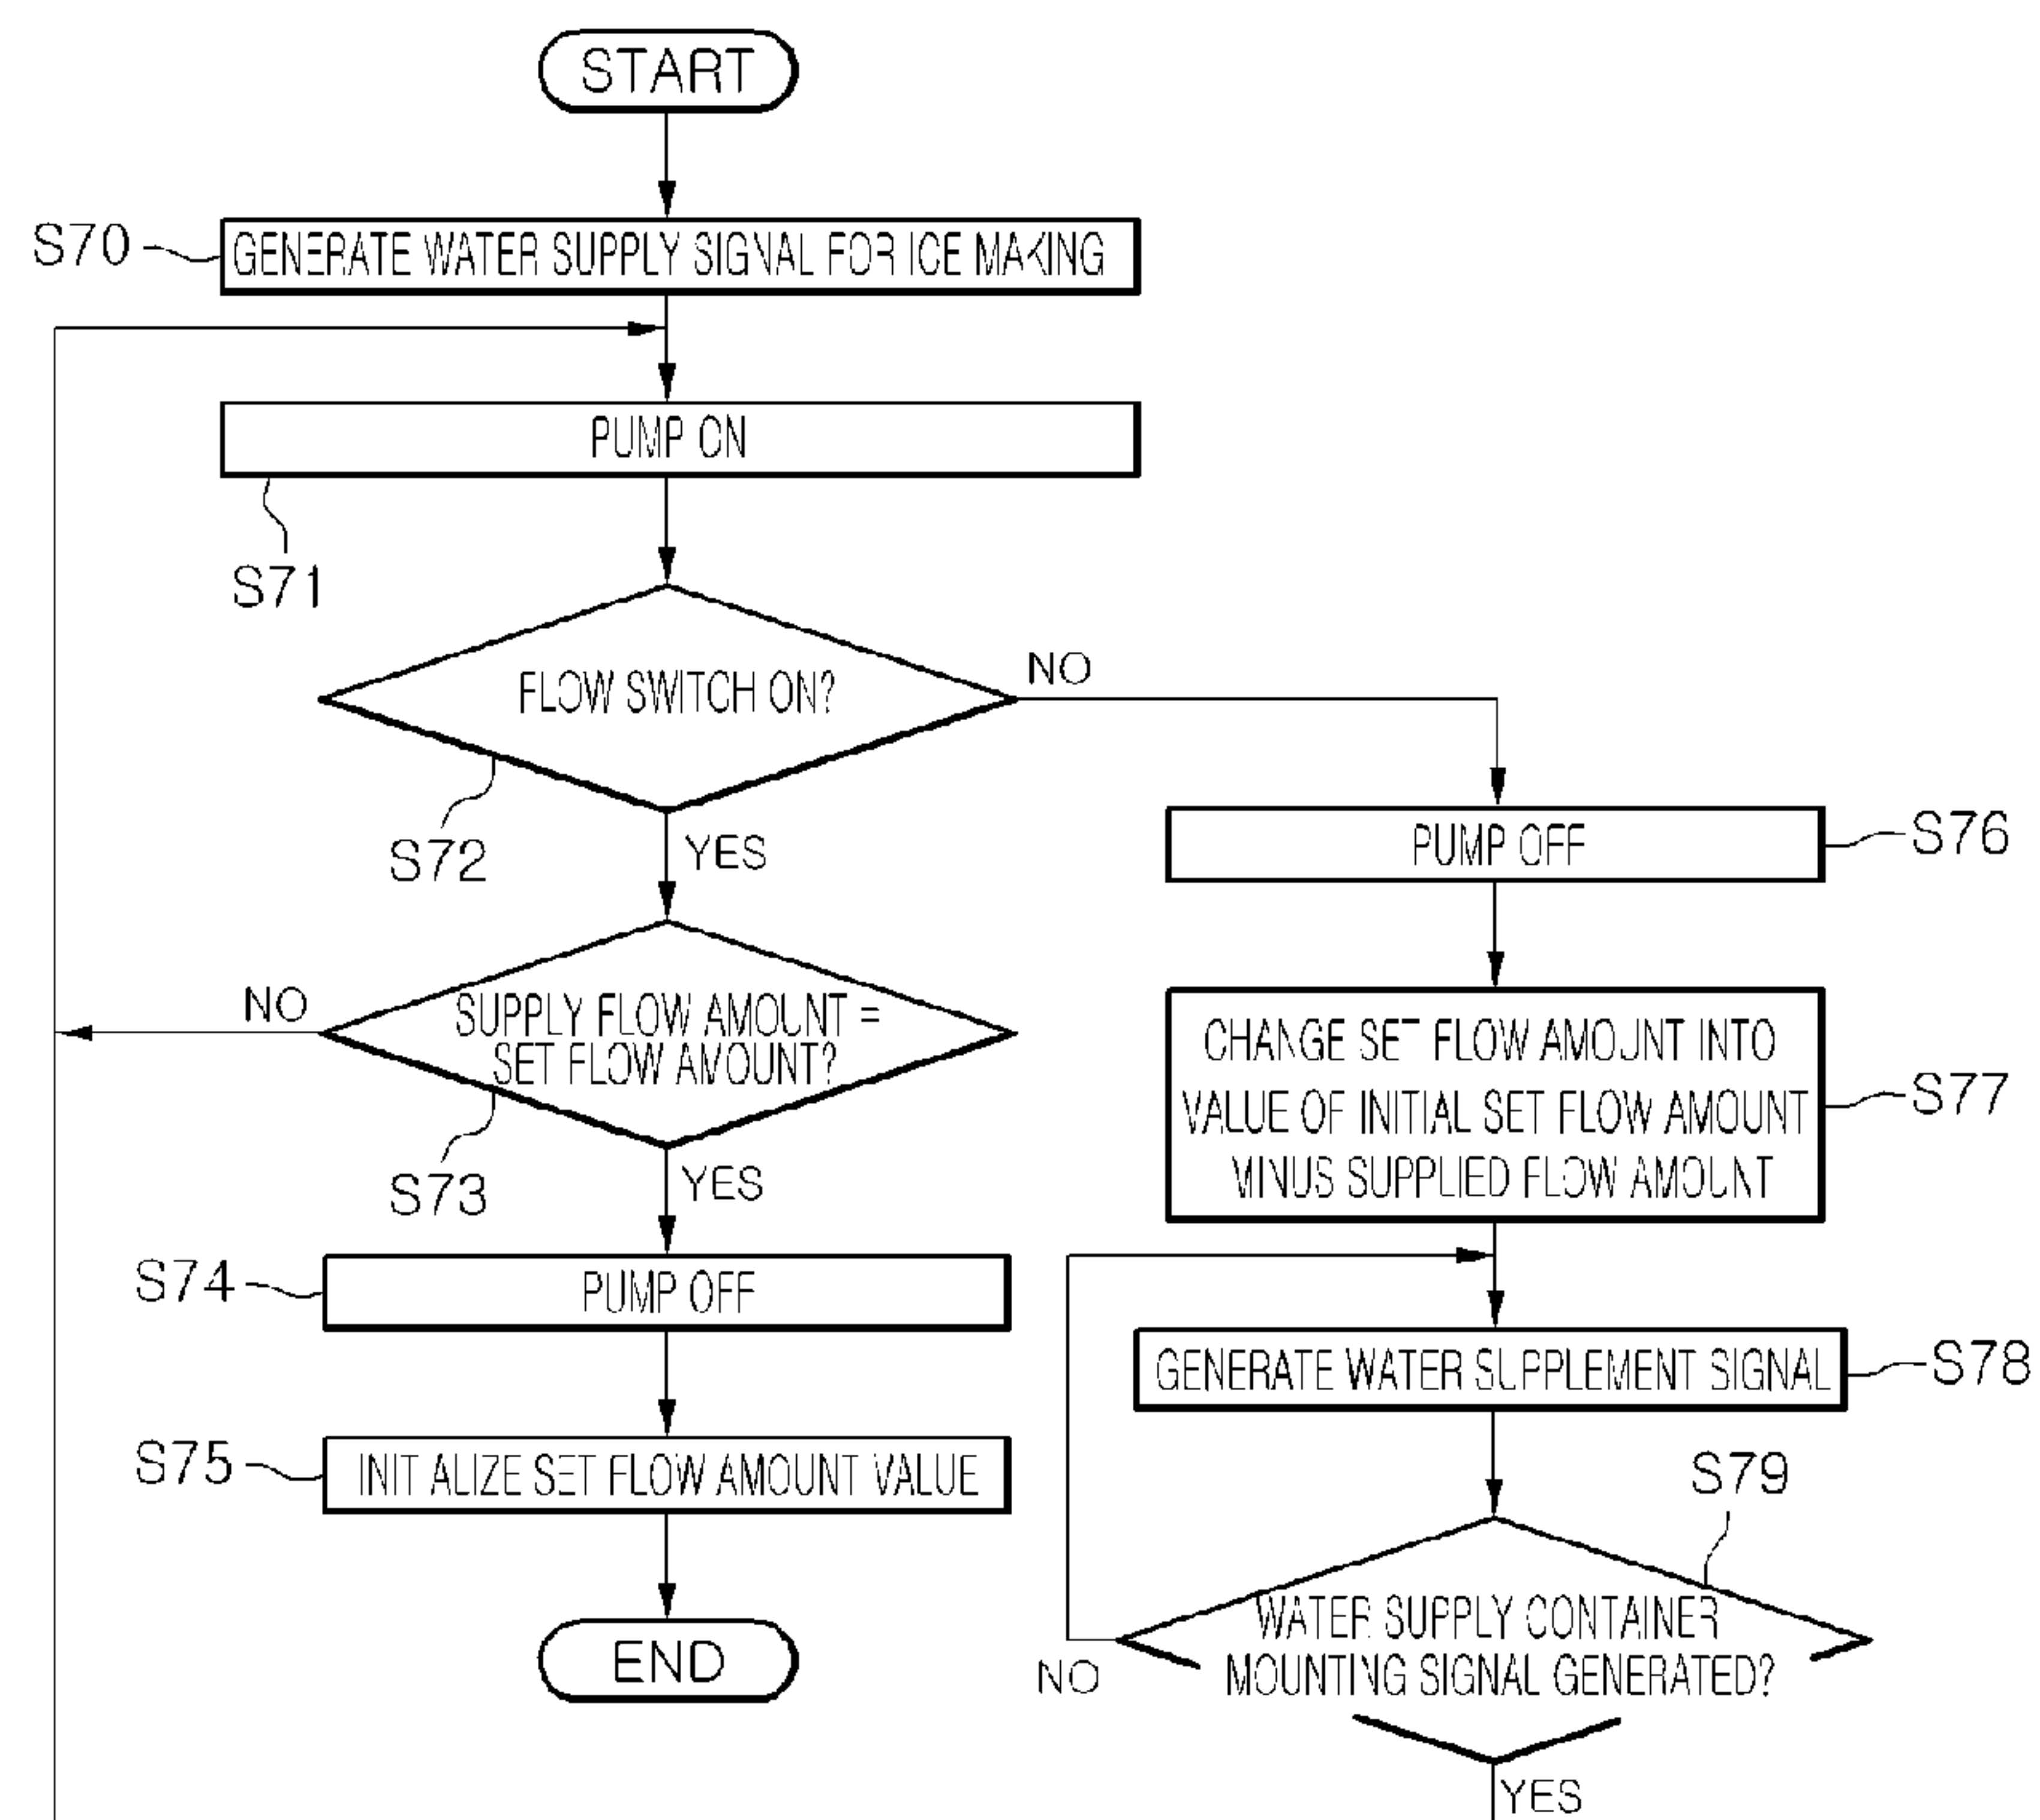 START
S70
GENERATE WATER SUPPLY SIGNAL FOR ICE MAKING
PUMP ON
S71
FLOW SWITCH ON?
NO
S72
YES
SUPPLY FLOW AMOUNT =
SET FLOW AMOUNT?
NO
S73
YES
S74
PUMP OFF
S75
INITIALIZE SET FLOW AMOUNT VALUE
END
PUMP OFF
S76
CHANGE SET FLOW AMOUNT INTO
VALUE OF INITIAL SET FLOW AMOUNT
MINUS SUPPLIED FLOW AMOUNT
S77
GENERATE WATER SUPPLEMENT SIGNAL
S78
S79
WATER SUPPLY CONTAINER
MOUNTING SIGNAL GENERATED?
NO
YES